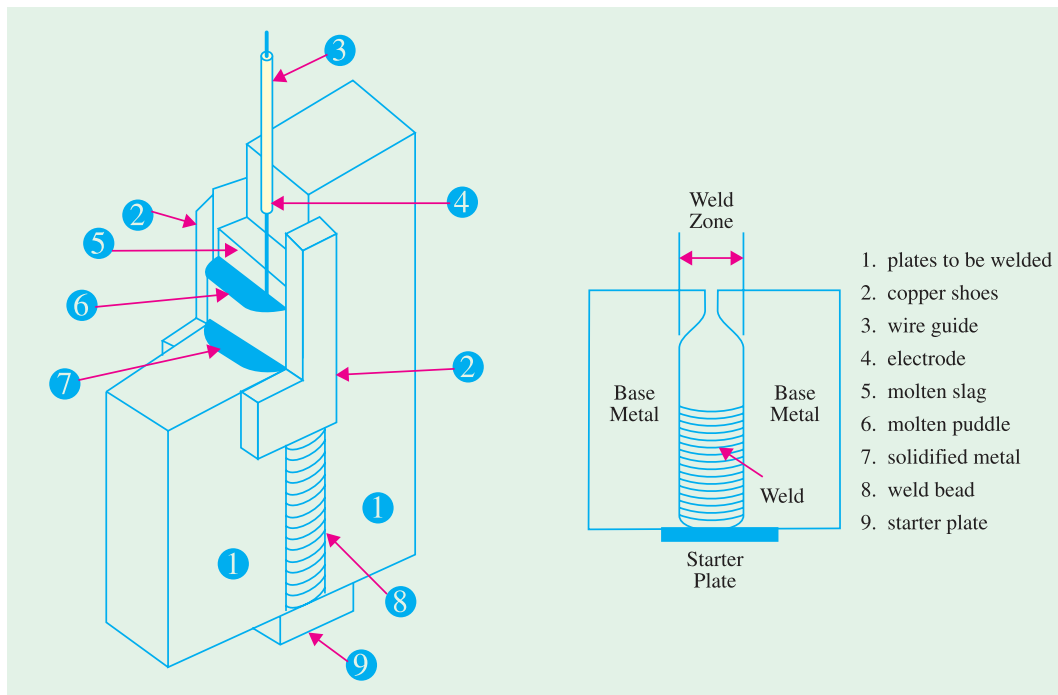 3
4
2
5
6
7
2
1
1
8
9
Weld
Zone
Base
Metal
Base
Metal
Weld
Starter
Plate
1. plates to be welded
2. copper shoes
3. wire guide
4. electrode
5. molten slag
6. molten puddle
7. solidified metal
8. weld bead
9. starter plate